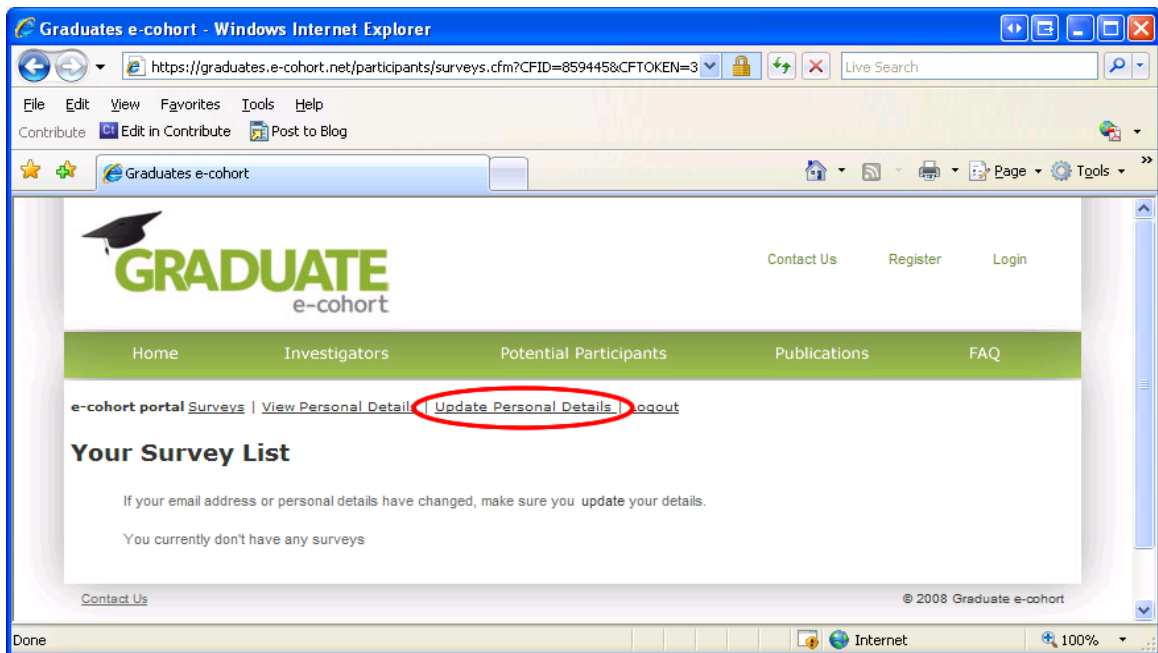 Graduates e-cohort - Windows Internet Explorer
https://graduates.e-cohort.net/participants/surveys.cfm?CFID=859445&CFTOKEN=3
Live Search
File Edit View Favorites Tools Help
Contribute Ct Edit in Contribute Post to Blog
Graduates e-cohort
Page Tools »
GRADUATE
e-cohort
Contact Us Register Login
Home Investigators Potential Participants Publications FAQ
e-cohort portal Surveys | View Personal Details | Update Personal Details | Logout
Your Survey List
If your email address or personal details have changed, make sure you update your details.
You currently don't have any surveys
Contact Us © 2008 Graduate e-cohort
Done Internet 100%